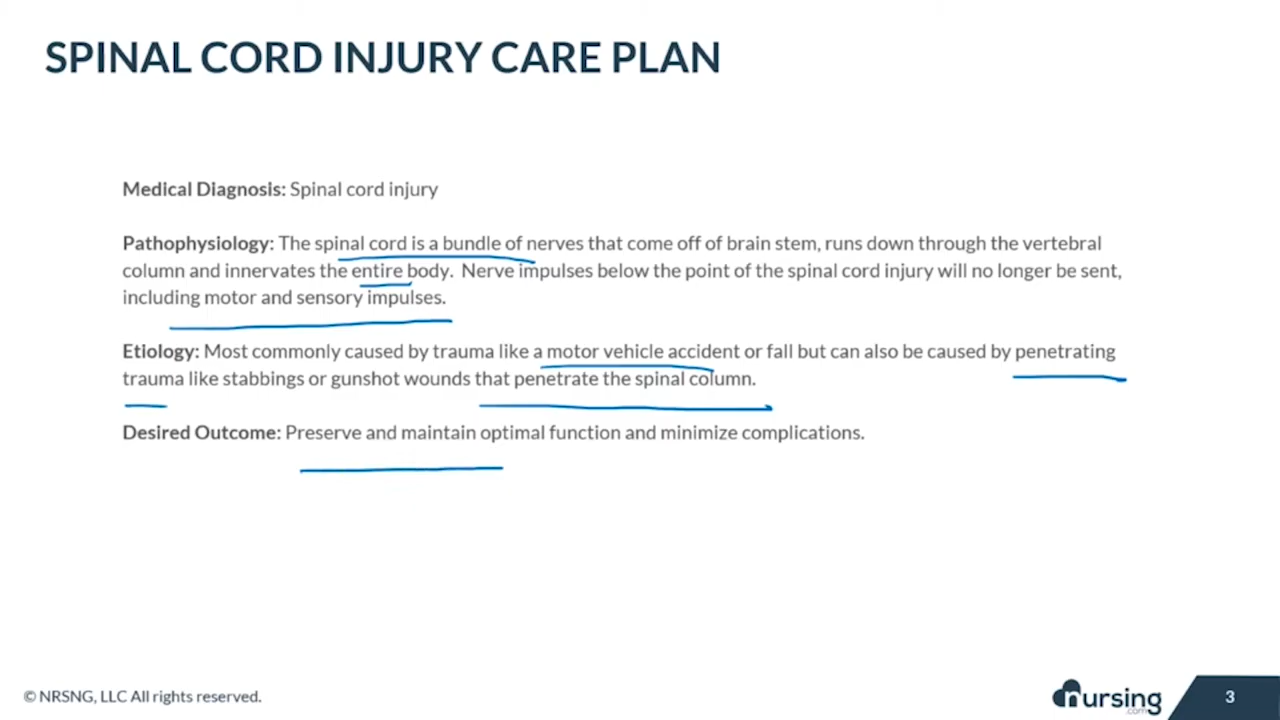 SPINAL CORD INJURY CARE PLAN
Medical Diagnosis: Spinal cord injury
Pathophysiology: The spinal cord is a bundle of nerves that come off of brain stem, runs down through the vertebral
column and innervates the entire body. Nerve impulses below the point of the spinal cord injury will no longer be sent,
including motor and sensory impulses.
Etiology: Most commonly caused by trauma like a motor vehicle accident or fall but can also be caused by penetrating
trauma like stabbings or gunshot wounds that penetrate the spinal column.
Desired Outcome: Preserve and maintain optimal function and minimize complications.
© NRSNG, LLC All rights reserved.
nursing
.com
3